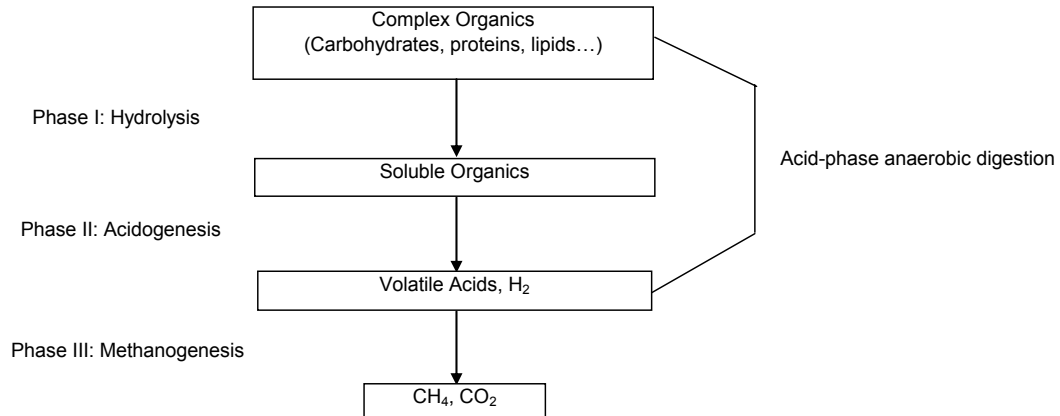 Complex Organics
(Carbohydrates, proteins, lipids…)
Phase I: Hydrolysis
Acid-phase anaerobic digestion
Soluble Organics
Phase II: Acidogenesis
Volatile Acids, H₂
Phase III: Methanogenesis
CH₄, CO₂